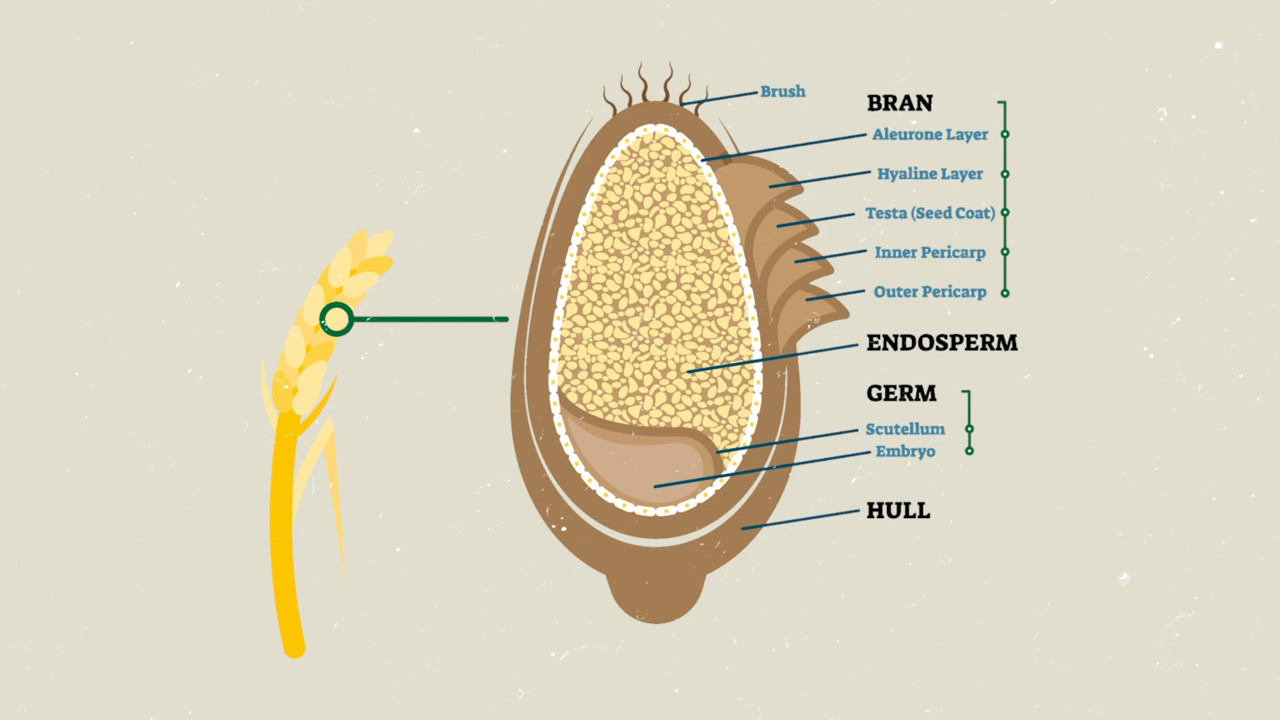 Brush
BRAN
Aleurone Layer
Hyaline Layer
Testa (Seed Coat)
Inner Pericarp
Outer Pericarp
ENDOSPERM
GERM
Scutellum
Embryo
HULL